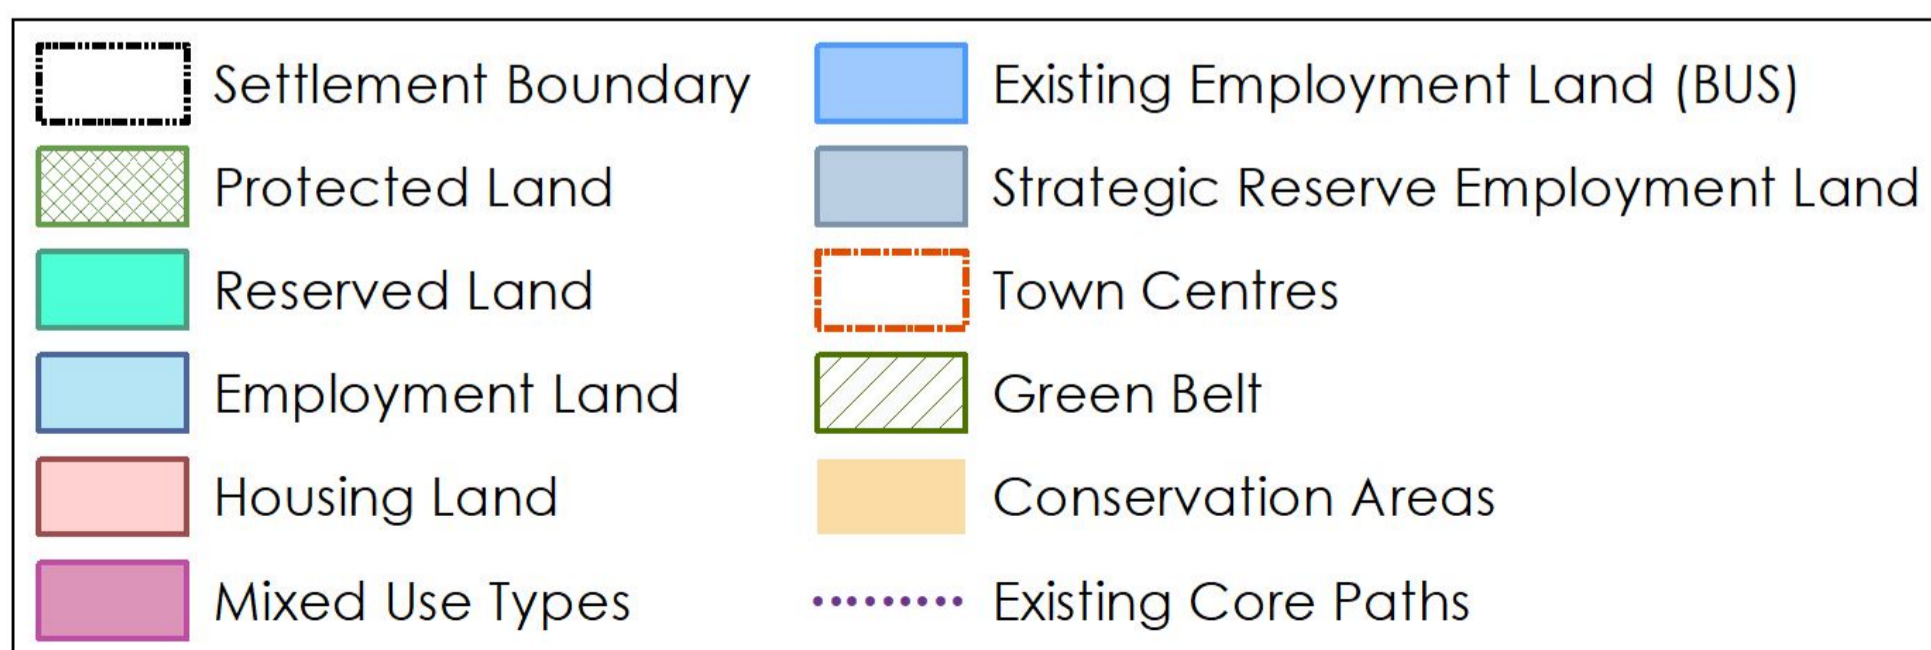 Settlement Boundary
Protected Land
Reserved Land
Employment Land
Housing Land
Mixed Use Types
Existing Employment Land (BUS)
Strategic Reserve Employment Land
Town Centres
Green Belt
Conservation Areas
Existing Core Paths